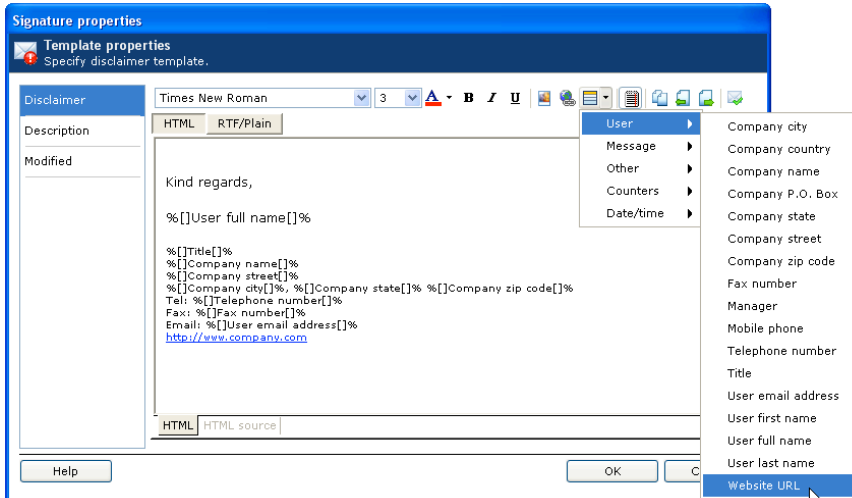 Signature properties
Template properties
Specify disclaimer template.
Disclaimer
Description
Modified
Times New Roman 3 A B I U
HTML RTF/Plain
Kind regards,
%[]User full name[]%
%[]Title[]%
%[]Company name[]%
%[]Company street[]%
%[]Company city[]%, %[]Company state[]% %[]Company zip code[]%
Tel: %[]Telephone number[]%
Fax: %[]Fax number[]%
Email: %[]User email address[]%
http://www.company.com
HTML HTML source
User
Message
Other
Counters
Date/time
Company city
Company country
Company name
Company P.O. Box
Company state
Company street
Company zip code
Fax number
Manager
Mobile phone
Telephone number
Title
User email address
User first name
User full name
User last name
Website URL
Help OK C